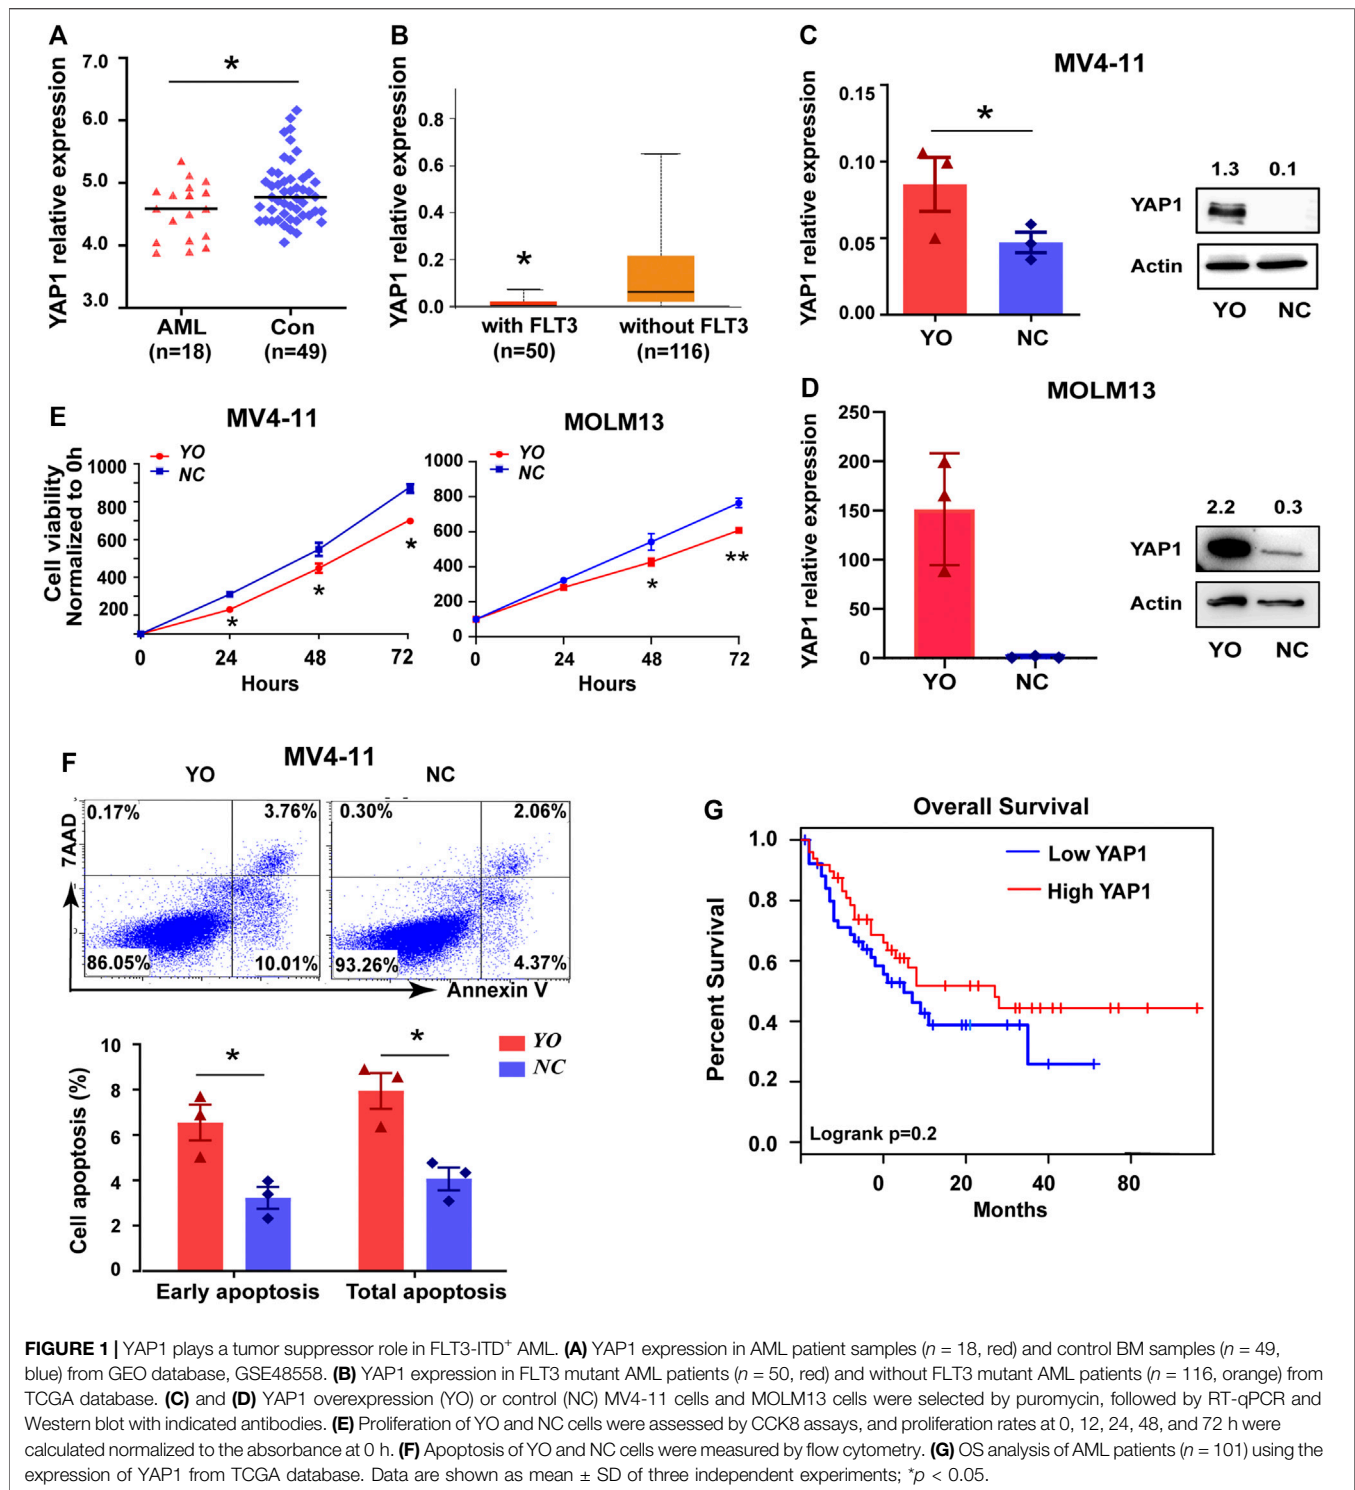 A
YAP1 relative expression
7.0
6.0
5.0
4.0
3.0
*
AML
(n=18)
Con
(n=49)
B
YAP1 relative expression
0.8
0.6
0.4
0.2
0.0
*
with FLT3
(n=50)
without FLT3
(n=116)
C
MV4-11
YAP1 relative expression
0.15
0.10
0.05
0.00
*
YO
NC
1.3 0.1
YAP1
Actin
YO NC
D
MOLM13
YAP1 relative expression
250
200
150
100
50
0
YO
NC
2.2 0.3
YAP1
Actin
YO NC
E
MV4-11
Cell viability
Normalized to 0h
YO
NC
1000
800
600
400
200
*
*
*
0 24 48 72
Hours
MOLM13
YO
NC
1000
800
600
400
200
0
*
**
0 24 48 72
Hours
F
MV4-11
YO
NC
7AAD
0.17% 3.76%
86.05% 10.01%
0.30% 2.06%
93.26% 4.37%
Annexin V
Cell apoptosis (%)
10
8
6
4
2
0
*
*
YO
NC
Early apoptosis
Total apoptosis
G
Overall Survival
Percent Survival
1.0
0.8
0.6
0.4
0.2
0.0
Low YAP1
High YAP1
Logrank p=0.2
0 20 40 80
Months
FIGURE 1 | YAP1 plays a tumor suppressor role in FLT3-ITD+ AML. (A) YAP1 expression in AML patient samples (n = 18, red) and control BM samples (n = 49,
blue) from GEO database, GSE48558. (B) YAP1 expression in FLT3 mutant AML patients (n = 50, red) and without FLT3 mutant AML patients (n = 116, orange) from
TCGA database. (C) and (D) YAP1 overexpression (YO) or control (NC) MV4-11 cells and MOLM13 cells were selected by puromycin, followed by RT-qPCR and
Western blot with indicated antibodies. (E) Proliferation of YO and NC cells were assessed by CCK8 assays, and proliferation rates at 0, 12, 24, 48, and 72 h were
calculated normalized to the absorbance at 0 h. (F) Apoptosis of YO and NC cells were measured by flow cytometry. (G) OS analysis of AML patients (n = 101) using the
expression of YAP1 from TCGA database. Data are shown as mean ± SD of three independent experiments; *p < 0.05.